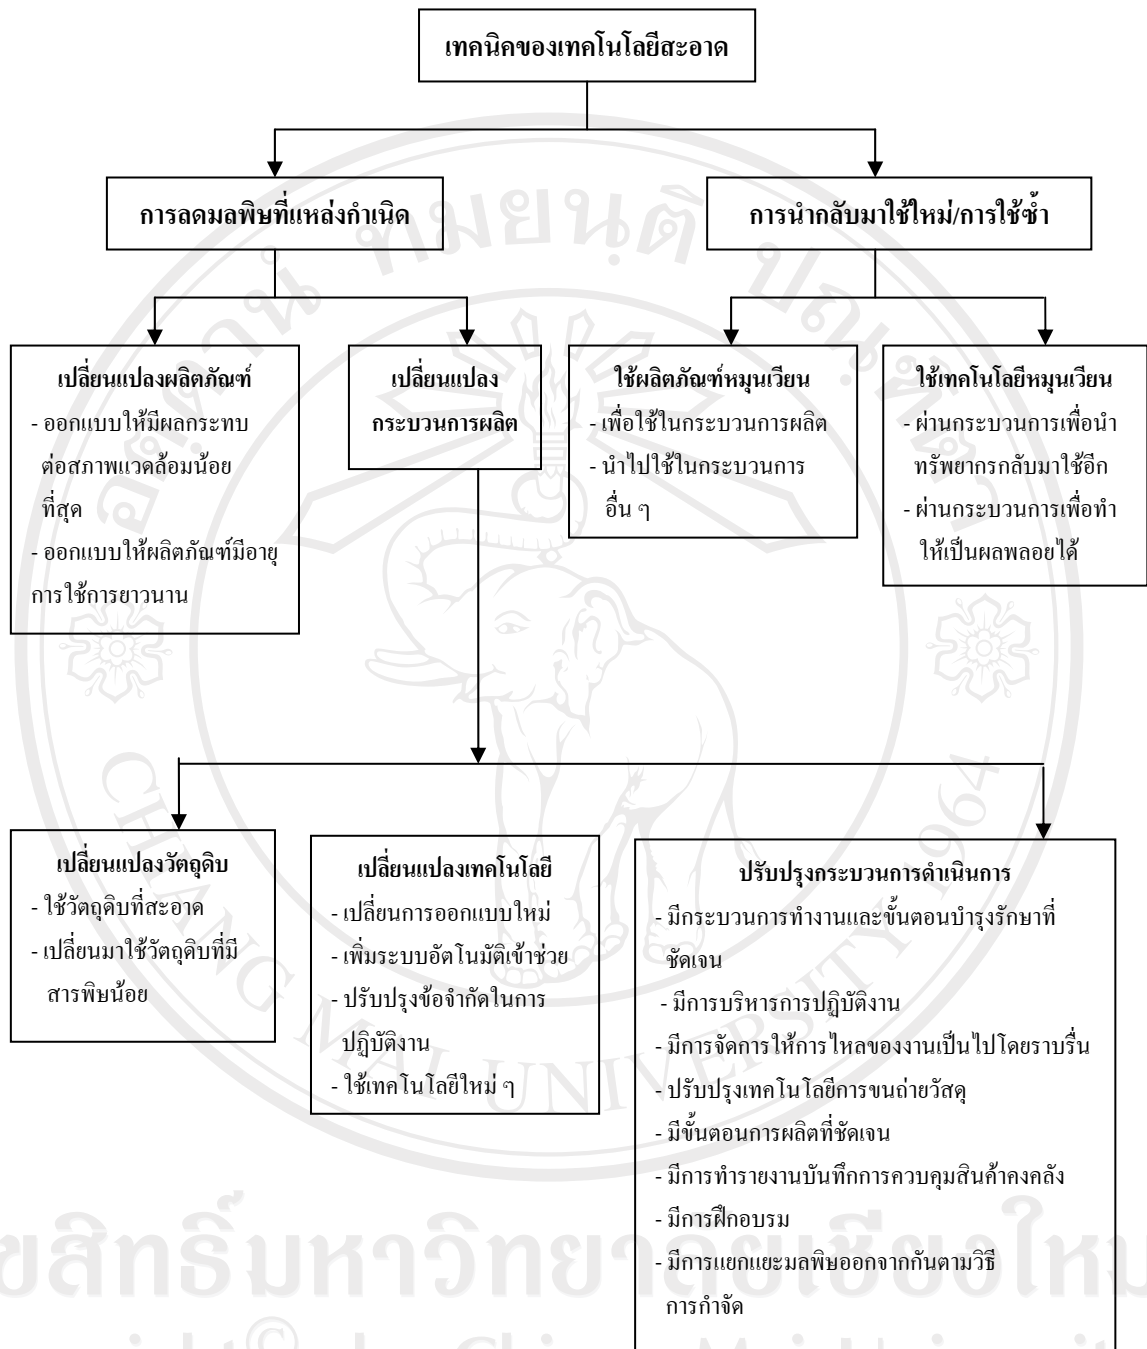 เทคนิคของเทคโนโลยีสะอาด
การลดมลพิษที่แหล่งกำเนิด
การนำกลับมาใช้ใหม่/การใช้ซ้ำ
เปลี่ยนแปลงผลิตภัณฑ์
- ออกแบบให้มีผลกระทบ
ต่อสภาพแวดล้อมน้อย
ที่สุด
- ออกแบบให้ผลิตภัณฑ์มีอายุ
การใช้การยาวนาน
เปลี่ยนแปลง
กระบวนการผลิต
ใช้ผลิตภัณฑ์หมุนเวียน
- เพื่อใช้ในกระบวนการผลิต
- นำไปใช้ในกระบวนการ
อื่น ๆ
ใช้เทคโนโลยีหมุนเวียน
- ผ่านกระบวนการเพื่อนำ
ทรัพยากรกลับมาใช้อีก
- ผ่านกระบวนการเพื่อทำ
ให้เป็นผลพลอยได้
เปลี่ยนแปลงวัตถุดิบ
- ใช้วัตถุดิบที่สะอาด
- เปลี่ยนมาใช้วัตถุดิบที่มี
สารพิษน้อย
เปลี่ยนแปลงเทคโนโลยี
- เปลี่ยนการออกแบบใหม่
- เพิ่มระบบอัตโนมัติเข้าช่วย
- ปรับปรุงข้อจำกัดในการ
ปฏิบัติงาน
- ใช้เทคโนโลยีใหม่ ๆ
ปรับปรุงกระบวนการดำเนินการ
- มีกระบวนการทำงานและขั้นตอนบำรุงรักษาที่
ชัดเจน
- มีการบริหารการปฏิบัติงาน
- มีการจัดการให้การไหลของงานเป็นไปโดยราบรื่น
- ปรับปรุงเทคโนโลยีการขนถ่ายวัสดุ
- มีขั้นตอนการผลิตที่ชัดเจน
- มีการทำรายงานบันทึกการควบคุมสินค้าคงคลัง
- มีการฝึกอบรม
- มีการแยกแยะมลพิษออกจากกันตามวิธี
การกำจัด
CHIANG MAI UNIVERSITY 1964
ขสิทธิ์มหาวิทยาลัยเชียงใหม